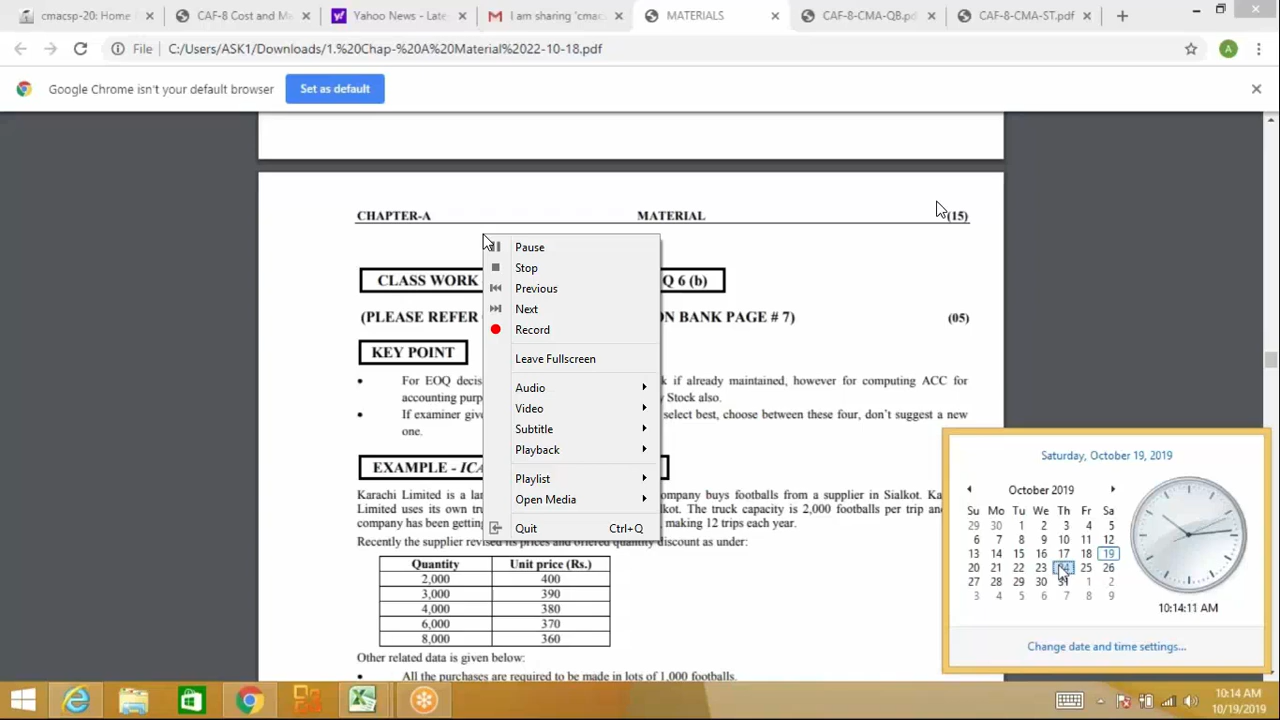 cmacsp-20: Home
CAF-8 Cost and M
Yahoo News - Late
I am sharing 'cmac
MATERIALS
CAF-8-CMA-QB.pd
CAF-8-CMA-ST.pdf
File
C:/Users/ASK1/Downloads/1.%20Chap-%20A%20Material%2022-10-18.pdf
A
Google Chrome isn't your default browser
Set as default
CHAPTER-A MATERIAL (15)
CLASS WORK Q 6 (b)
(PLEASE REFER ON BANK PAGE # 7) (05)
KEY POINT
• For EOQ decis k if already maintained, however for computing ACC for
accounting purp y Stock also.
• If examiner giv select best, choose between these four, don't suggest a new
one.
EXAMPLE - ICA
Karachi Limited is a lar ompany buys footballs from a supplier in Sialkot. Ka
Limited uses its own tru kot. The truck capacity is 2,000 footballs per trip an
company has been getting making 12 trips each year.
Recently the supplier revised its prices and offered quantity discount as under:
Quantity Unit price (Rs.)
2,000 400
3,000 390
4,000 380
6,000 370
8,000 360
Other related data is given below:
• All the purchases are required to be made in lots of 1,000 footballs.
Pause
Stop
Previous
Next
Record
Leave Fullscreen
Audio
Video
Subtitle
Playback
Playlist
Open Media
Quit Ctrl+Q
Saturday, October 19, 2019
October 2019
Su Mo Tu We Th Fr Sa
29 30 1 2 3 4 5
6 7 8 9 10 11 12
13 14 15 16 17 18 19
20 21 22 23 24 25 26
27 28 29 30 31 1 2
3 4 5 6 7 8 9
10:14:11 AM
Change date and time settings...
10:14 AM
10/19/2019